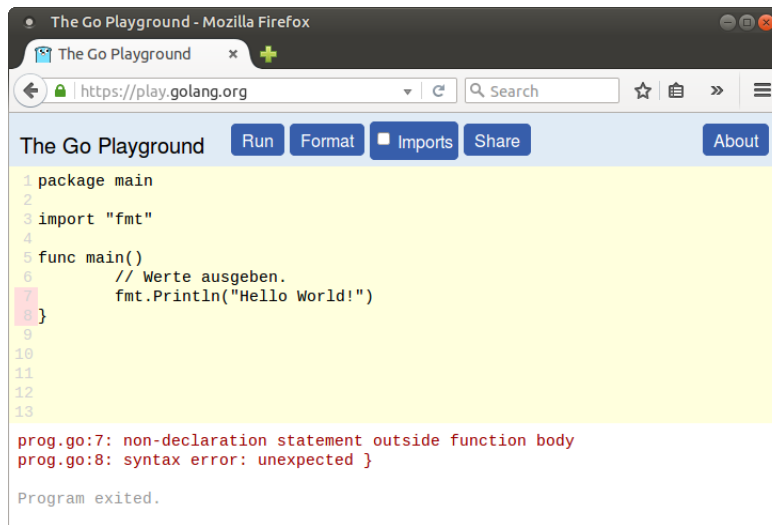 The Go Playground - Mozilla Firefox
The Go Playground
https://play.golang.org
Search
The Go Playground
Run
Format
Imports
Share
About
1 package main
2
3 import "fmt"
4
5 func main()
6 // Werte ausgeben.
7 fmt.Println("Hello World!")
8 }
9
10
11
12
13
prog.go:7: non-declaration statement outside function body
prog.go:8: syntax error: unexpected }
Program exited.